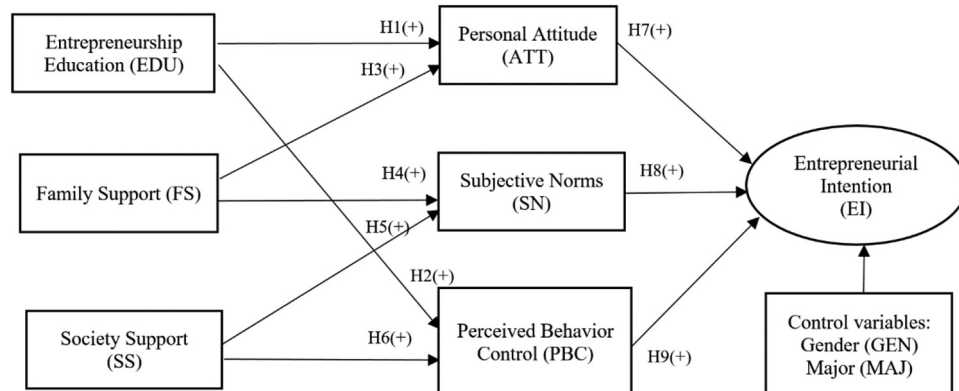 Entrepreneurship
Education (EDU)
H1(+)
Personal Attitude
(ATT)
H7(+)
H3(+)
Family Support (FS)
H4(+)
Subjective Norms
(SN)
H8(+)
Entrepreneurial
Intention
(EI)
H5(+)
H2(+)
Society Support
(SS)
H6(+)
Perceived Behavior
Control (PBC)
H9(+)
Control variables:
Gender (GEN)
Major (MAJ)